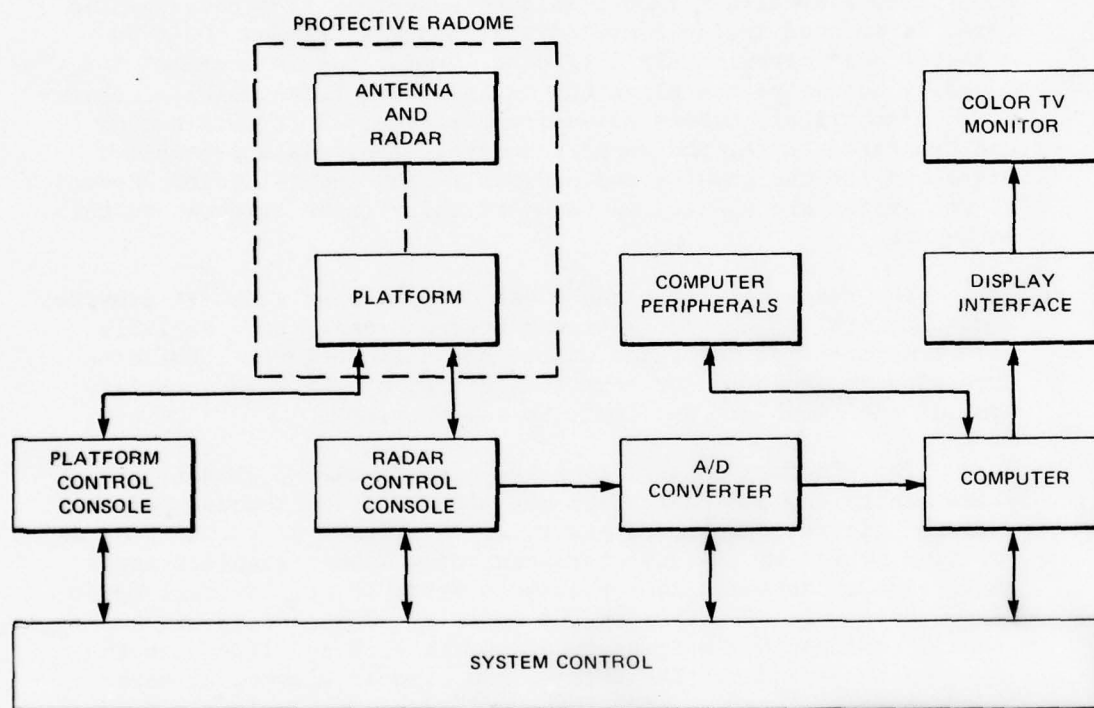 PROTECTIVE RADOME
ANTENNA
AND
RADAR
COLOR TV
MONITOR
PLATFORM
COMPUTER
PERIPHERALS
DISPLAY
INTERFACE
PLATFORM
CONTROL
CONSOLE
RADAR
CONTROL
CONSOLE
A/D
CONVERTER
COMPUTER
SYSTEM CONTROL